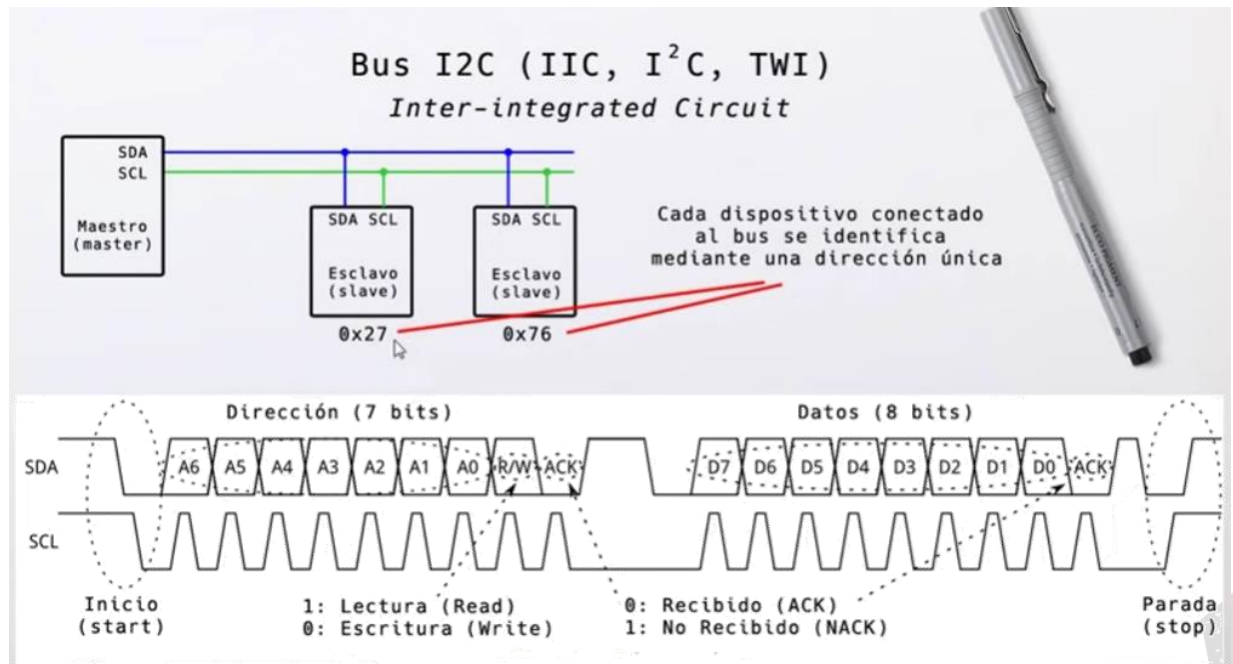 Bus I2C (IIC, I²C, TWI)
Inter-integrated Circuit
SDA
SCL
Maestro
(master)
SDA SCL
Esclavo
(slave)
0x27
SDA SCL
Esclavo
(slave)
0x76
Cada dispositivo conectado
al bus se identifica
mediante una dirección única
Dirección (7 bits)
Datos (8 bits)
SDA
A6 A5 A4 A3 A2 A1 A0 R/W ACK
D7 D6 D5 D4 D3 D2 D1 D0 ACK
SCL
Inicio
(start)
1: Lectura (Read)
0: Escritura (Write)
0: Recibido (ACK)
1: No Recibido (NACK)
Parada
(stop)